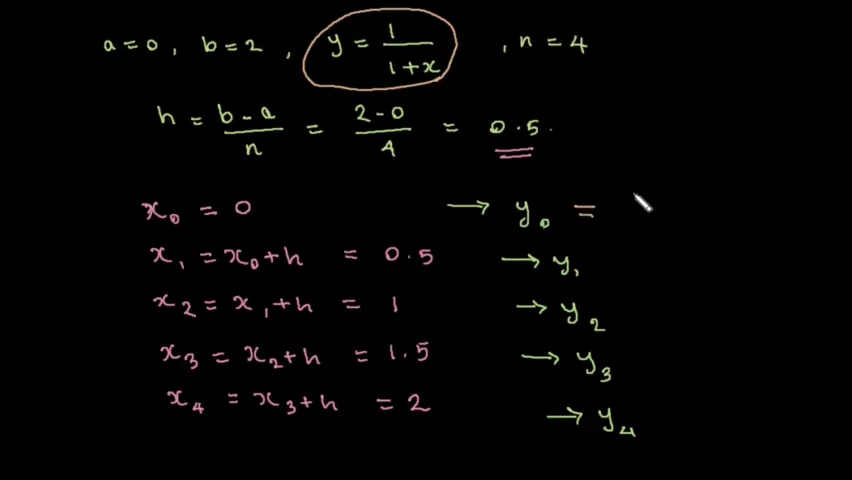 a = 0 , b = 2 , y = 1/(1+x) , n = 4
h = (b - a)/n = (2 - 0)/4 = 0.5.
x₀ = 0 → y₀ =
x₁ = x₀ + h = 0.5 → y₁
x₂ = x₁ + h = 1 → y₂
x₃ = x₂ + h = 1.5 → y₃
x₄ = x₃ + h = 2 → y₄